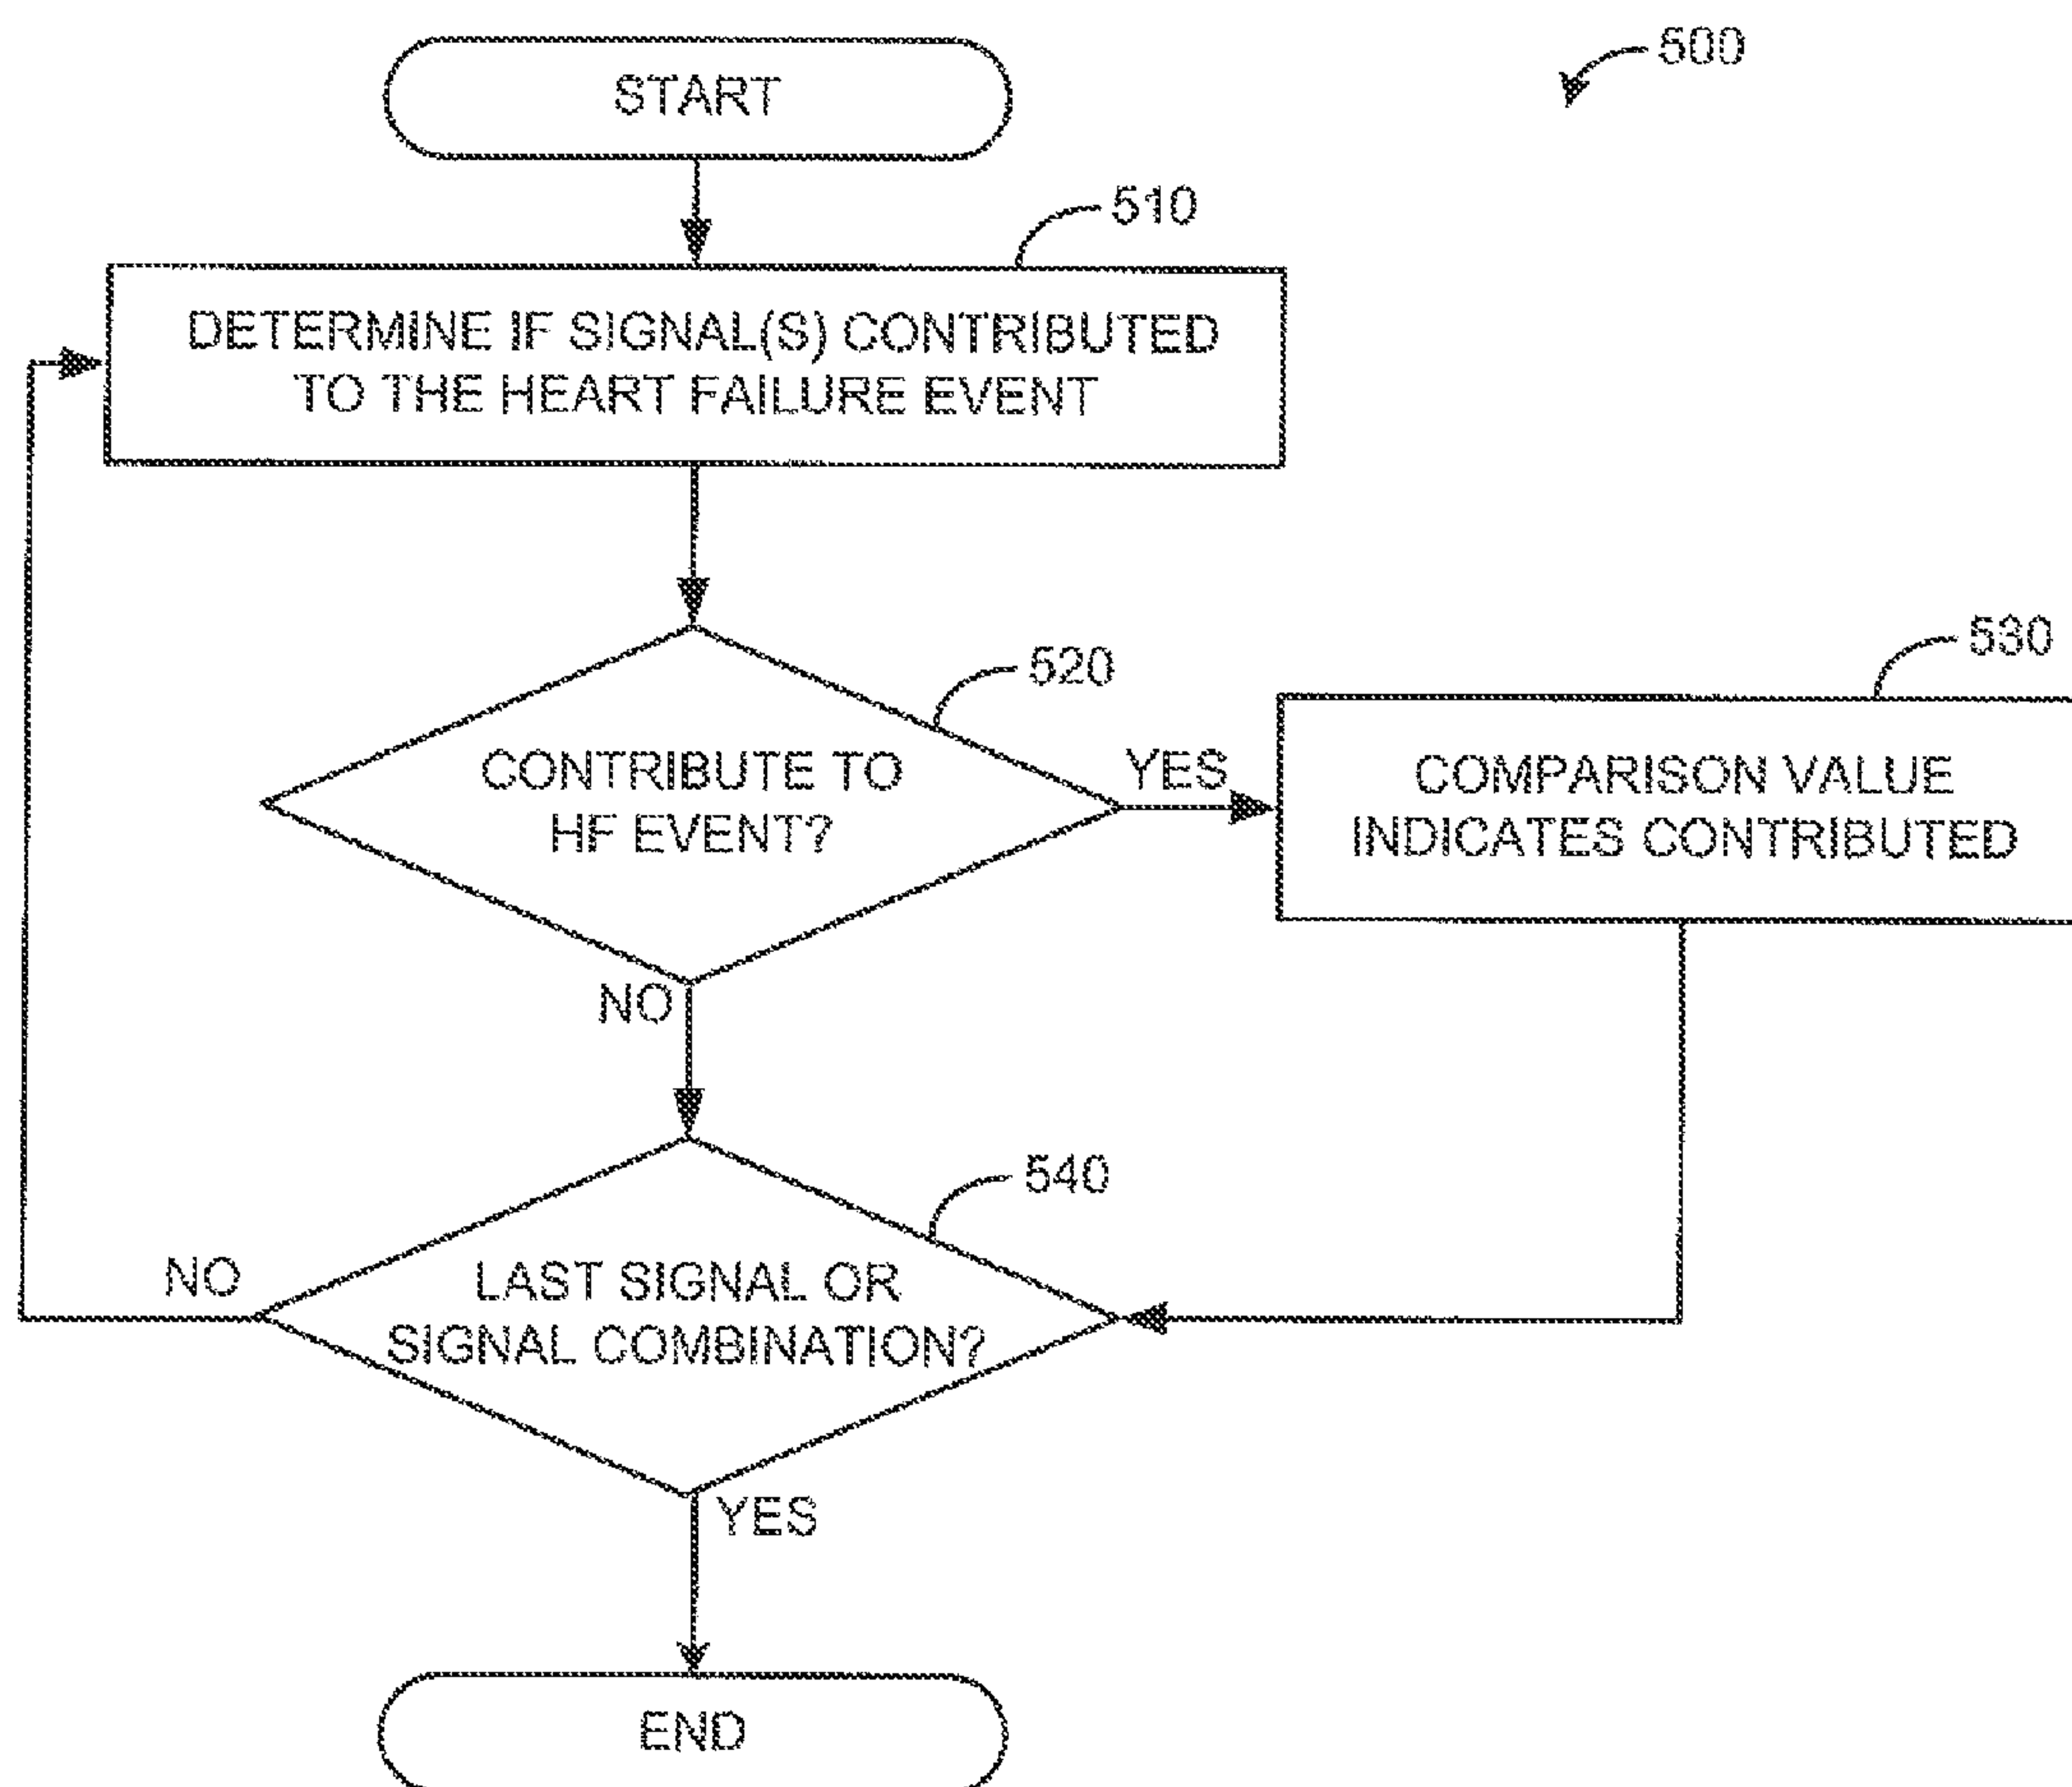 500
START
510
DETERMINE IF SIGNAL(S) CONTRIBUTED
TO THE HEART FAILURE EVENT
520
CONTRIBUTE TO
HF EVENT?
YES
530
COMPARISON VALUE
INDICATES CONTRIBUTED
NO
540
LAST SIGNAL OR
SIGNAL COMBINATION?
NO
YES
END